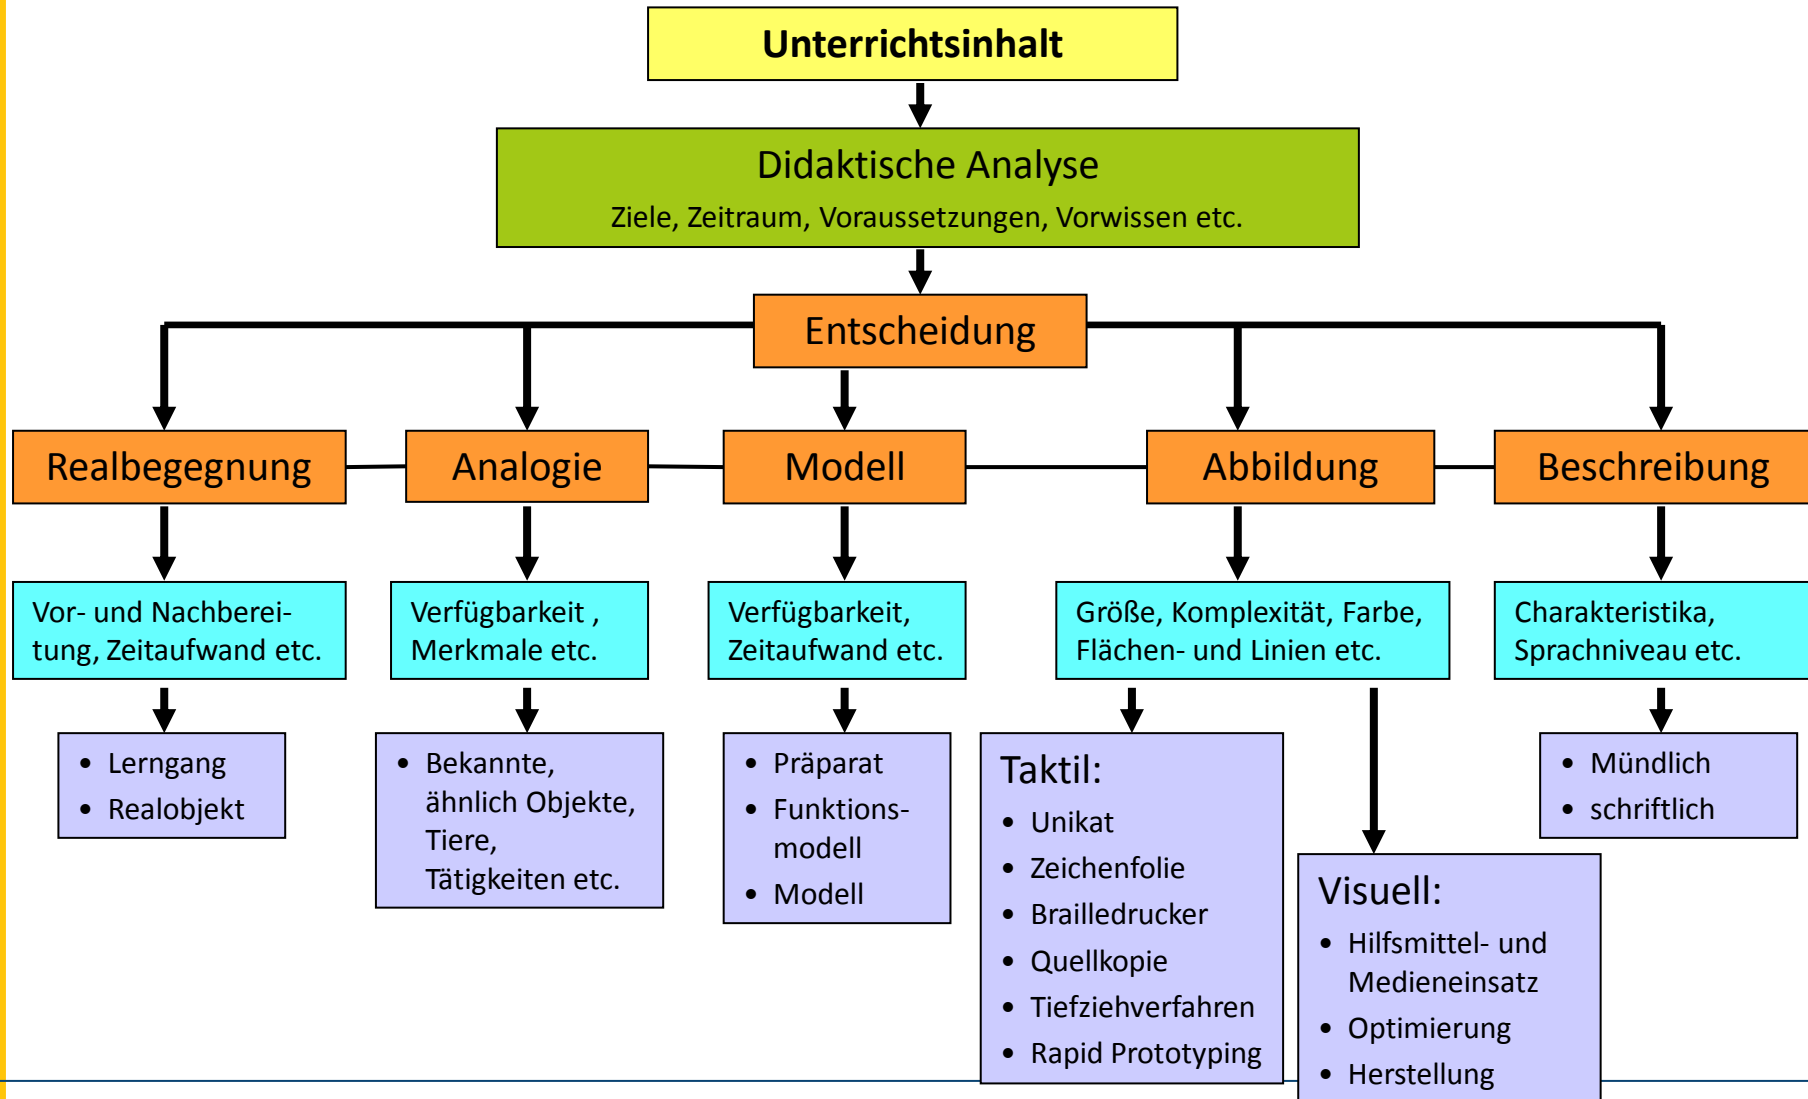 Unterrichtsinhalt
Didaktische Analyse
Ziele, Zeitraum, Voraussetzungen, Vorwissen etc.
Entscheidung
Realbegegnung
Analogie
Modell
Abbildung
Beschreibung
Vor- und Nachberei-
tung, Zeitaufwand etc.
Verfügbarkeit ,
Merkmale etc.
Verfügbarkeit,
Zeitaufwand etc.
Größe, Komplexität, Farbe,
Flächen- und Linien etc.
Charakteristika,
Sprachniveau etc.
• Lerngang
• Realobjekt
• Bekannte,
ähnlich Objekte,
Tiere,
Tätigkeiten etc.
• Präparat
• Funktions-
modell
• Modell
Taktil:
• Unikat
• Zeichenfolie
• Brailledrucker
• Quellkopie
• Tiefziehverfahren
• Rapid Prototyping
Visuell:
• Hilfsmittel- und
Medieneinsatz
• Optimierung
• Herstellung
• Mündlich
• schriftlich